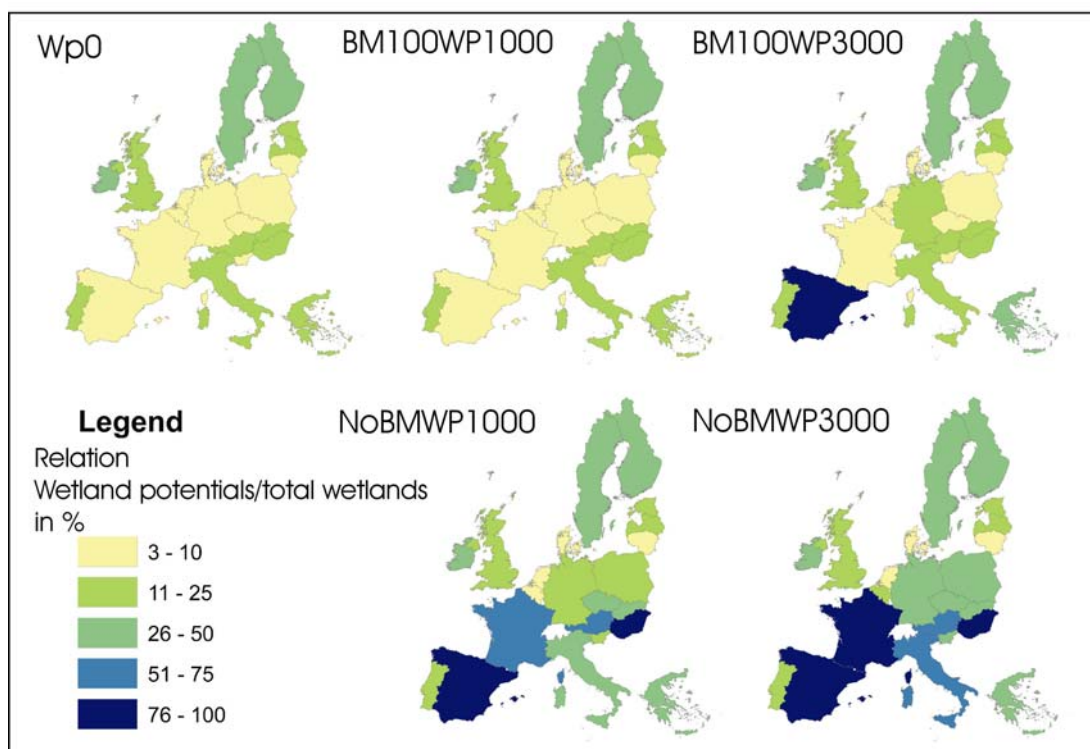 Wp0
BM100WP1000
BM100WP3000
NoBMWP1000
NoBMWP3000
Legend
Relation
Wetland potentials/total wetlands
in %
3 - 10
11 - 25
26 - 50
51 - 75
76 - 100